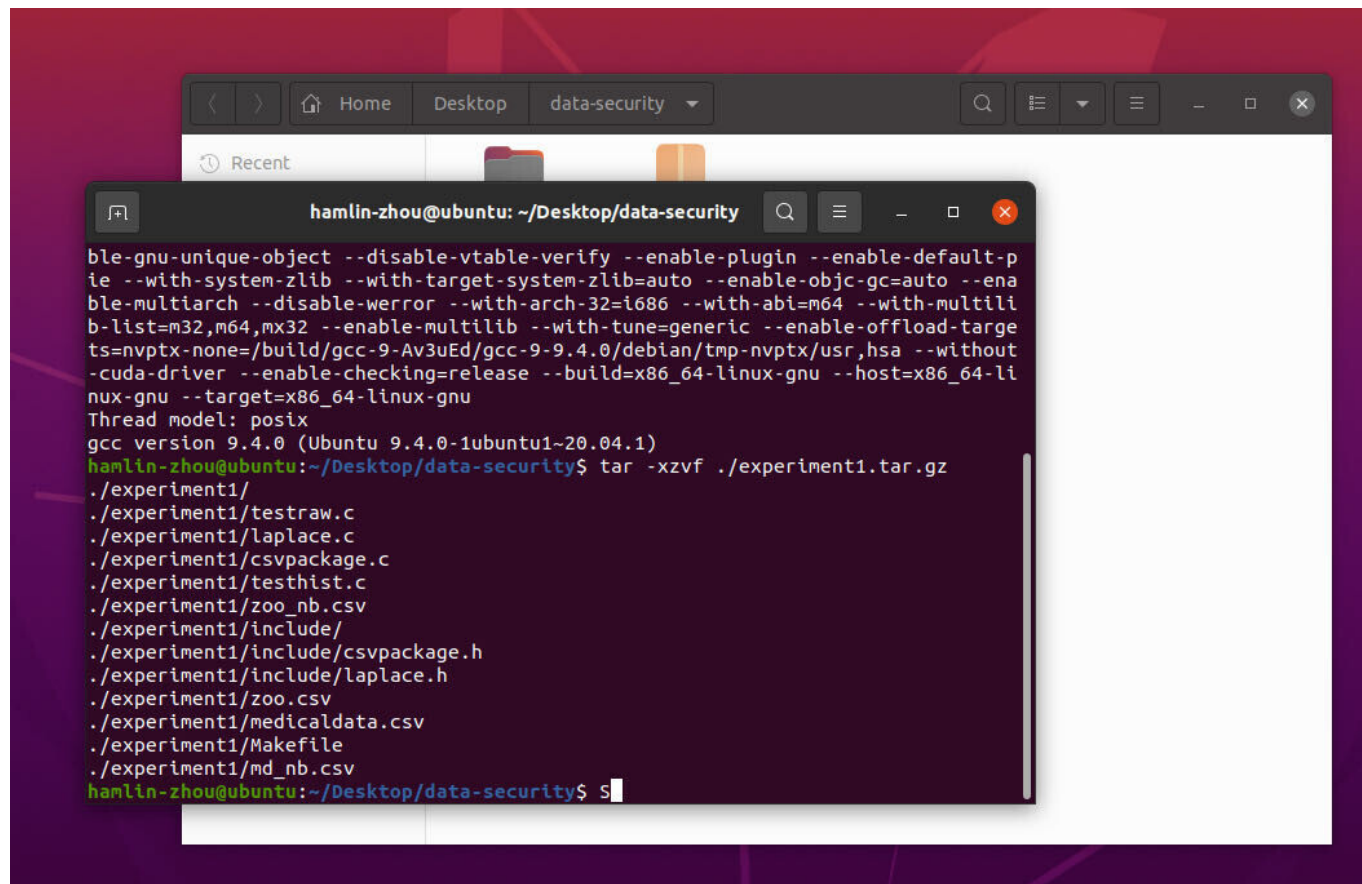 Home Desktop data-security
Recent
hamlin-zhou@ubuntu: ~/Desktop/data-security
ble-gnu-unique-object --disable-vtable-verify --enable-plugin --enable-default-p
ie --with-system-zlib --with-target-system-zlib=auto --enable-objc-gc=auto --ena
ble-multiarch --disable-werror --with-arch-32=i686 --with-abi=m64 --with-multili
b-list=m32,m64,mx32 --enable-multilib --with-tune=generic --enable-offload-targe
ts=nvptx-none=/build/gcc-9-Av3uEd/gcc-9-9.4.0/debian/tmp-nvptx/usr,hsa --without
-cuda-driver --enable-checking=release --build=x86_64-linux-gnu --host=x86_64-li
nux-gnu --target=x86_64-linux-gnu
Thread model: posix
gcc version 9.4.0 (Ubuntu 9.4.0-1ubuntu1~20.04.1)
hamlin-zhou@ubuntu:~/Desktop/data-security$ tar -xzvf ./experiment1.tar.gz
./experiment1/
./experiment1/testraw.c
./experiment1/laplace.c
./experiment1/csvpackage.c
./experiment1/testhist.c
./experiment1/zoo_nb.csv
./experiment1/include/
./experiment1/include/csvpackage.h
./experiment1/include/laplace.h
./experiment1/zoo.csv
./experiment1/medicaldata.csv
./experiment1/Makefile
./experiment1/md_nb.csv
hamlin-zhou@ubuntu:~/Desktop/data-security$ S